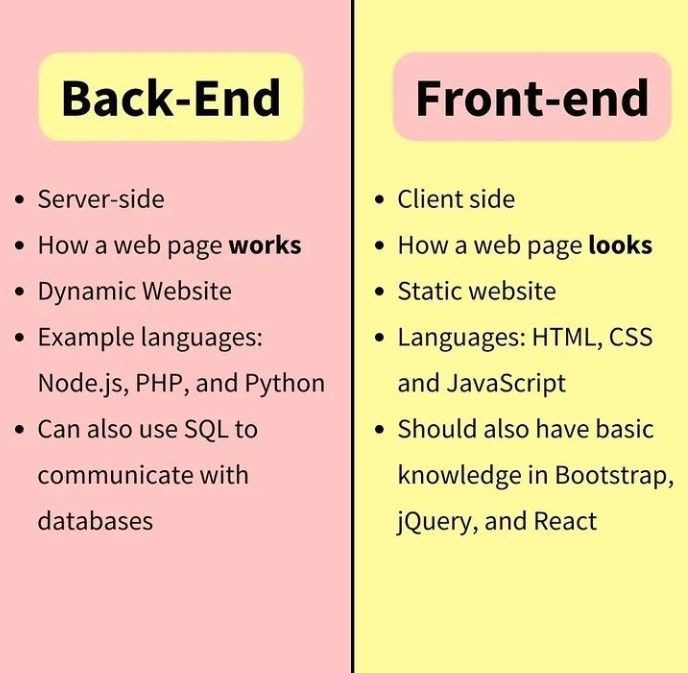 Back-End
• Server-side
• How a web page works
• Dynamic Website
• Example languages:
Node.js, PHP, and Python
• Can also use SQL to
communicate with
databases
Front-end
• Client side
• How a web page looks
• Static website
• Languages: HTML, CSS
and JavaScript
• Should also have basic
knowledge in Bootstrap,
jQuery, and React